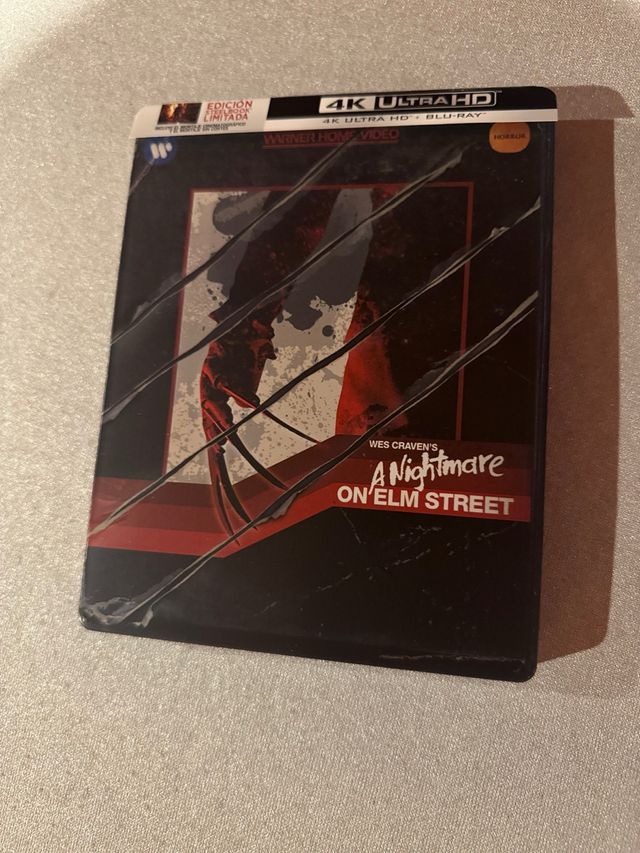 EDICIÓN
STEELBOOK
LIMITADA
4K ULTRA HD
4K ULTRA HD + BLU-RAY
WARNER HOME VIDEO
HORROR
WES CRAVEN'S
A Nightmare
ON ELM STREET